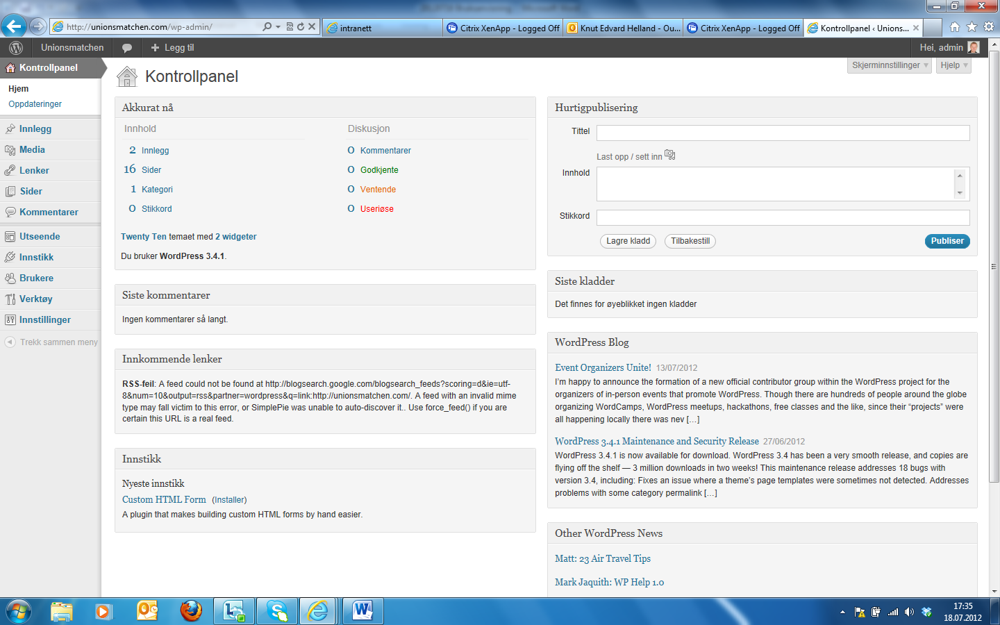 http://unionsmatchen.com/wp-admin/
intranett
Citrix XenApp - Logged Off
Knut Edvard Helland - Ou...
Citrix XenApp - Logged Off
Kontrollpanel ‹ Unions...
Unionsmatchen
Legg til
Hei, admin
Kontrollpanel
Hjem
Oppdateringer
Innlegg
Media
Lenker
Sider
Kommentarer
Utseende
Innstikk
Brukere
Verktøy
Innstillinger
Trekk sammen meny
Skjerminnstillinger
Hjelp
Kontrollpanel
Akkurat nå
Innhold
Diskusjon
2 Innlegg
0 Kommentarer
16 Sider
0 Godkjente
1 Kategori
0 Ventende
0 Stikkord
0 Useriøse
Twenty Ten temaet med 2 widgeter
Du bruker WordPress 3.4.1.
Siste kommentarer
Ingen kommentarer så langt.
Innkommende lenker
RSS-feil: A feed could not be found at http://blogsearch.google.com/blogsearch_feeds?scoring=d&ie=utf-
8&num=10&output=rss&partner=wordpress&q=link:http://unionsmatchen.com/. A feed with an invalid mime
type may fall victim to this error, or SimplePie was unable to auto-discover it.. Use force_feed() if you are
certain this URL is a real feed.
Innstikk
Nyeste innstikk
Custom HTML Form (Installer)
A plugin that makes building custom HTML forms by hand easier.
Hurtigpublisering
Tittel
Last opp / sett inn
Innhold
Stikkord
Lagre kladd
Tilbakestill
Publiser
Siste kladder
Det finnes for øyeblikket ingen kladder
WordPress Blog
Event Organizers Unite! 13/07/2012
I'm happy to announce the formation of a new official contributor group within the WordPress project for the
organizers of in-person events that promote WordPress. Though there are hundreds of people around the globe
organizing WordCamps, WordPress meetups, hackathons, free classes and the like, since their “projects” were
all happening locally there was nev […]
WordPress 3.4.1 Maintenance and Security Release 27/06/2012
WordPress 3.4.1 is now available for download. WordPress 3.4 has been a very smooth release, and copies are
flying off the shelf — 3 million downloads in two weeks! This maintenance release addresses 18 bugs with
version 3.4, including: Fixes an issue where a theme's page templates were sometimes not detected. Addresses
problems with some category permalink […]
Other WordPress News
Matt: 23 Air Travel Tips
Mark Jaquith: WP Help 1.0
17:35
18.07.2012